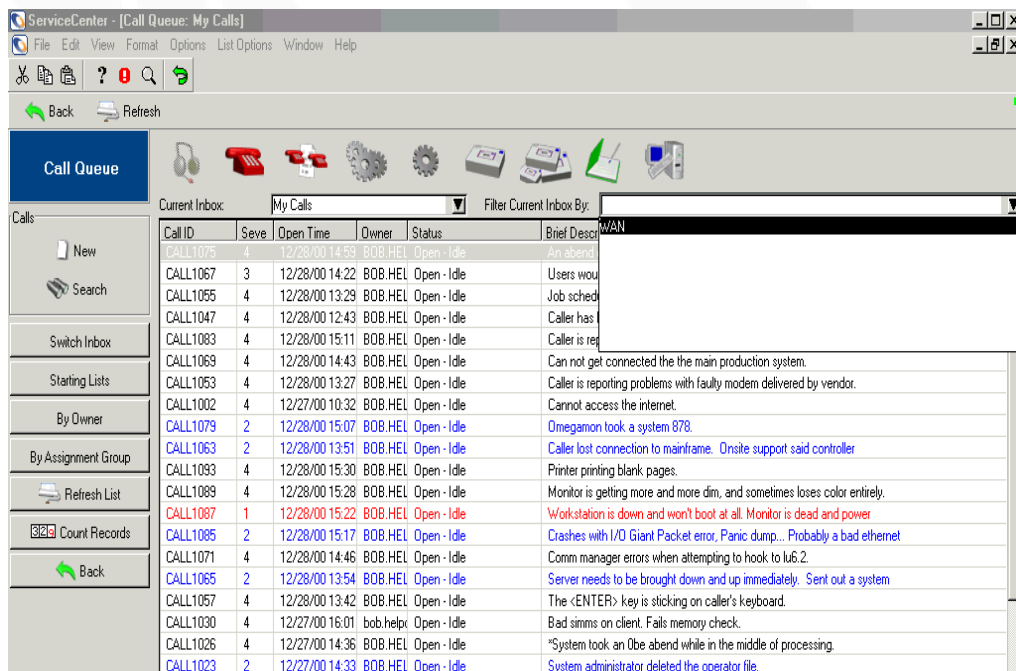 ServiceCenter - [Call Queue: My Calls]
File Edit View Format Options List Options Window Help
Back Refresh
Call Queue
Current Inbox: My Calls Filter Current Inbox By:
WAN
Calls
New
Search
Switch Inbox
Starting Lists
By Owner
By Assignment Group
Refresh List
329 Count Records
Back
Call ID Seve Open Time Owner Status Brief Descr
CALL1075 4 12/28/00 14:59 BOB.HEL Open - Idle An abend
CALL1067 3 12/28/00 14:22 BOB.HEL Open - Idle Users wou
CALL1055 4 12/28/00 13:29 BOB.HEL Open - Idle Job sched
CALL1047 4 12/28/00 12:43 BOB.HEL Open - Idle Caller has
CALL1083 4 12/28/00 15:11 BOB.HEL Open - Idle Caller is rep
CALL1069 4 12/28/00 14:43 BOB.HEL Open - Idle Can not get connected the the main production system.
CALL1053 4 12/28/00 13:27 BOB.HEL Open - Idle Caller is reporting problems with faulty modem delivered by vendor.
CALL1002 4 12/27/00 10:32 BOB.HEL Open - Idle Cannot access the internet.
CALL1079 2 12/28/00 15:07 BOB.HEL Open - Idle Omegamon took a system 878.
CALL1063 2 12/28/00 13:51 BOB.HEL Open - Idle Caller lost connection to mainframe. Onsite support said controller
CALL1093 4 12/28/00 15:30 BOB.HEL Open - Idle Printer printing blank pages.
CALL1089 4 12/28/00 15:28 BOB.HEL Open - Idle Monitor is getting more and more dim, and sometimes loses color entirely.
CALL1087 1 12/28/00 15:22 BOB.HEL Open - Idle Workstation is down and won't boot at all. Monitor is dead and power
CALL1085 2 12/28/00 15:17 BOB.HEL Open - Idle Crashes with I/O Giant Packet error, Panic dump... Probably a bad ethernet
CALL1071 4 12/28/00 14:46 BOB.HEL Open - Idle Comm manager errors when attempting to hook to lu6.2.
CALL1065 2 12/28/00 13:54 BOB.HEL Open - Idle Server needs to be brought down and up immediately. Sent out a system
CALL1057 4 12/28/00 13:42 BOB.HEL Open - Idle The <ENTER> key is sticking on caller's keyboard.
CALL1030 4 12/27/00 16:01 bob.helpd Open - Idle Bad simms on client. Fails memory check.
CALL1026 4 12/27/00 14:36 BOB.HEL Open - Idle *System took an 0be abend while in the middle of processing.
CALL1023 2 12/27/00 14:33 BOB.HEL Open - Idle System administrator deleted the operator file.